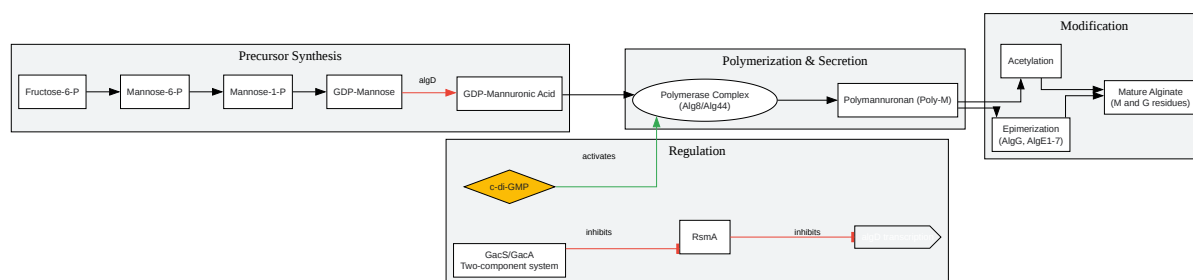 Modification
Precursor Synthesis
Polymerization & Secretion
Fructose-6-P
Mannose-6-P
Mannose-1-P
GDP-Mannose
algD
GDP-Mannuronic Acid
Polymerase Complex
(Alg8/Alg44)
Polymannuronan (Poly-M)
Acetylation
Epimerization
(AlgG, AlgE1-7)
Mature Alginate
(M and G residues)
Regulation
activates
c-di-GMP
inhibits
GacS/GacA
Two-component system
RsmA
inhibits